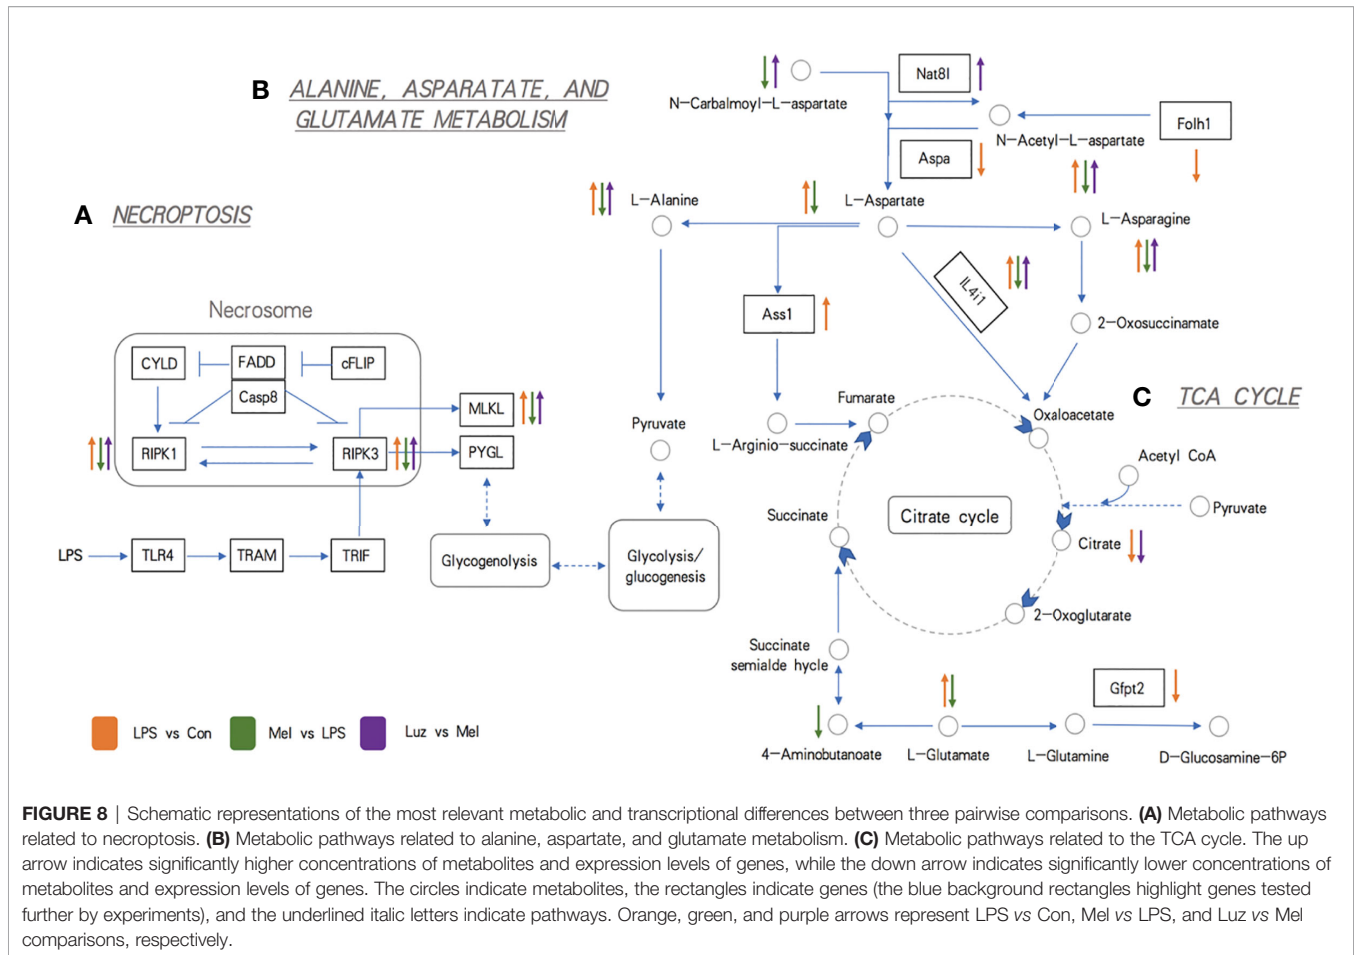 B ALANINE, ASPARATATE, AND
GLUTAMATE METABOLISM
N-Carbalmoyl-L-aspartate
Nat8l
N-Acetyl-L-aspartate
Folh1
Aspa
A NECROPTOSIS
L-Alanine
L-Aspartate
L-Asparagine
IL4i1
Ass1
2-Oxosuccinamate
Necrosome
CYLD
FADD
cFLIP
Casp8
MLKL
RIPK1
RIPK3
PYGL
LPS
TLR4
TRAM
TRIF
Glycogenolysis
Pyruvate
Glycolysis/
glucogenesis
L-Arginio-succinate
C TCA CYCLE
Fumarate
Oxaloacetate
Acetyl CoA
Pyruvate
Citrate cycle
Succinate
Citrate
2-Oxoglutarate
Succinate
semialde hycle
Gfpt2
4-Aminobutanoate
L-Glutamate
L-Glutamine
D-Glucosamine-6P
LPS vs Con
Mel vs LPS
Luz vs Mel
FIGURE 8 | Schematic representations of the most relevant metabolic and transcriptional differences between three pairwise comparisons. (A) Metabolic pathways
related to necroptosis. (B) Metabolic pathways related to alanine, aspartate, and glutamate metabolism. (C) Metabolic pathways related to the TCA cycle. The up
arrow indicates significantly higher concentrations of metabolites and expression levels of genes, while the down arrow indicates significantly lower concentrations of
metabolites and expression levels of genes. The circles indicate metabolites, the rectangles indicate genes (the blue background rectangles highlight genes tested
further by experiments), and the underlined italic letters indicate pathways. Orange, green, and purple arrows represent LPS vs Con, Mel vs LPS, and Luz vs Mel
comparisons, respectively.